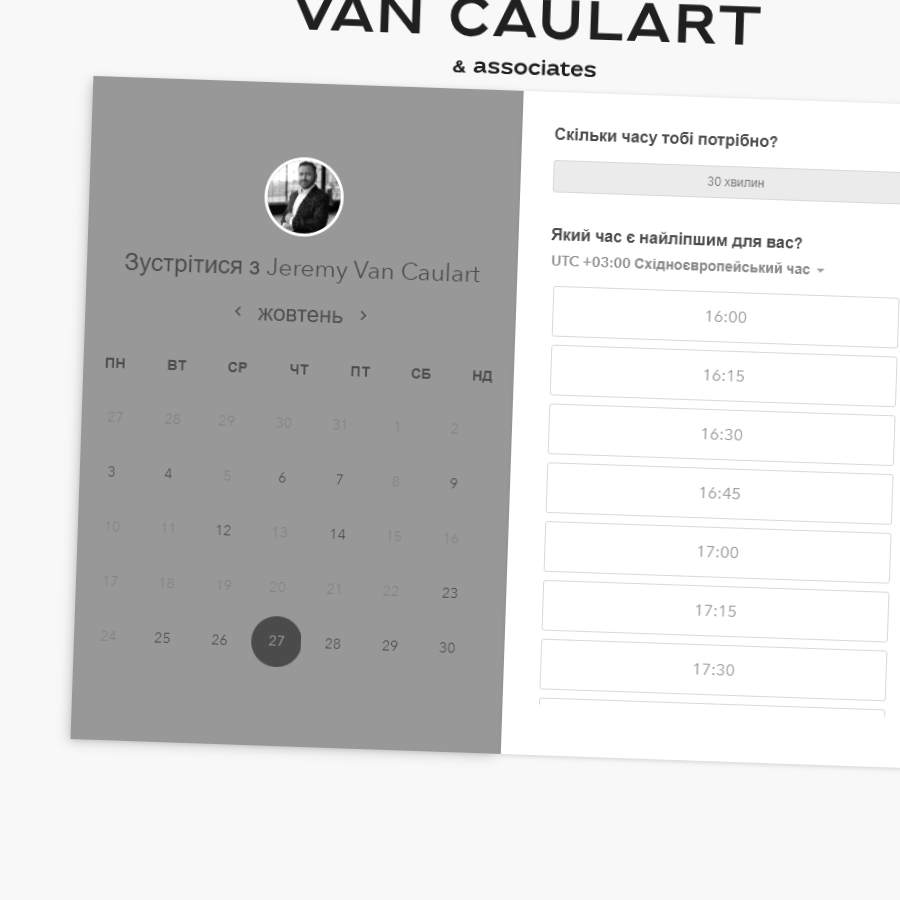 VAN CAULART
& associates
Зустрітися з Jeremy Van Caulart
жовтень
ПН ВТ СР ЧТ ПТ СБ НД
27 28 29 30 31 1 2
3 4 5 6 7 8 9
10 11 12 13 14 15 16
17 18 19 20 21 22 23
24 25 26 27 28 29 30
Скільки часу тобі потрібно?
30 хвилин
Який час є найліпшим для вас?
UTC +03:00 Східноєвропейський час
16:00
16:15
16:30
16:45
17:00
17:15
17:30